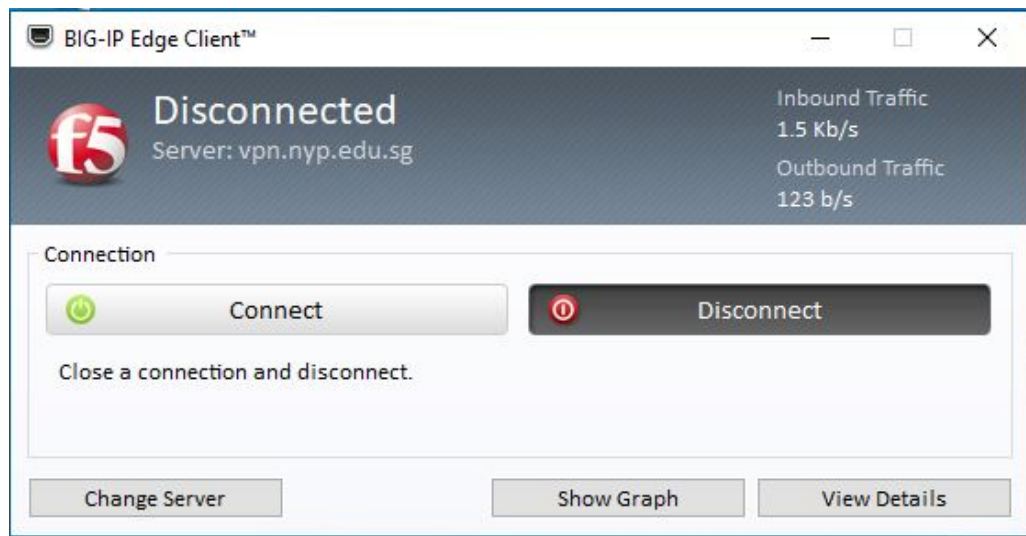 BIG-IP Edge Client™
f5
Disconnected
Server: vpn.nyp.edu.sg
Inbound Traffic
1.5 Kb/s
Outbound Traffic
123 b/s
Connection
Connect
Disconnect
Close a connection and disconnect.
Change Server
Show Graph
View Details